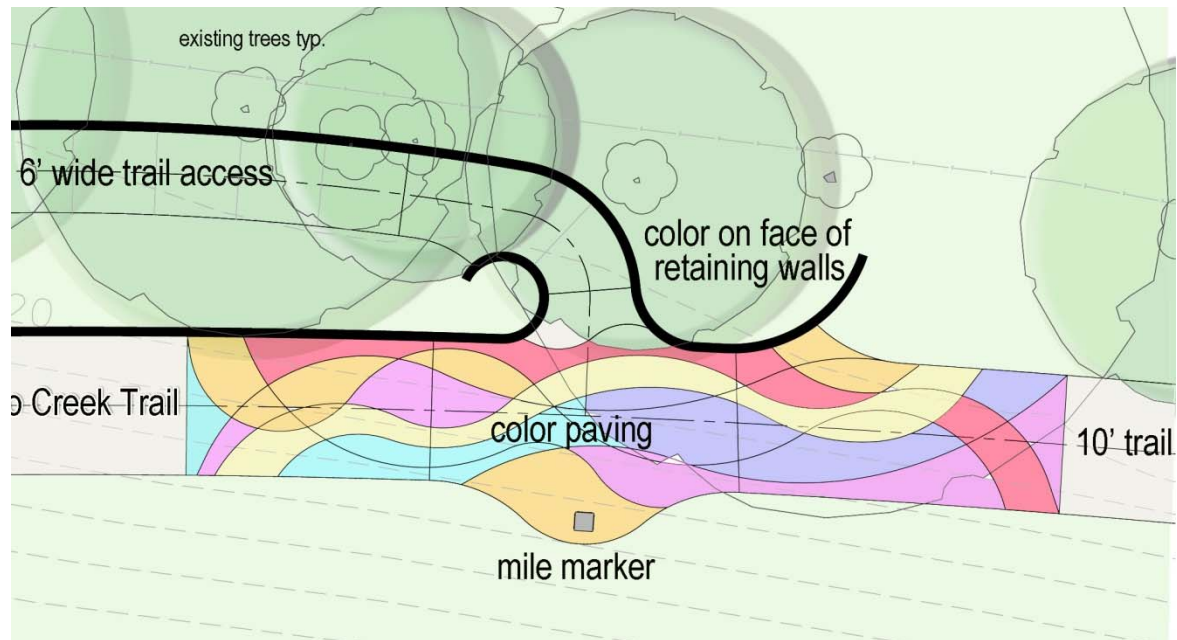 existing trees typ.
6' wide trail access
color on face of
retaining walls
20
Creek Trail
color paving
10' trail
mile marker